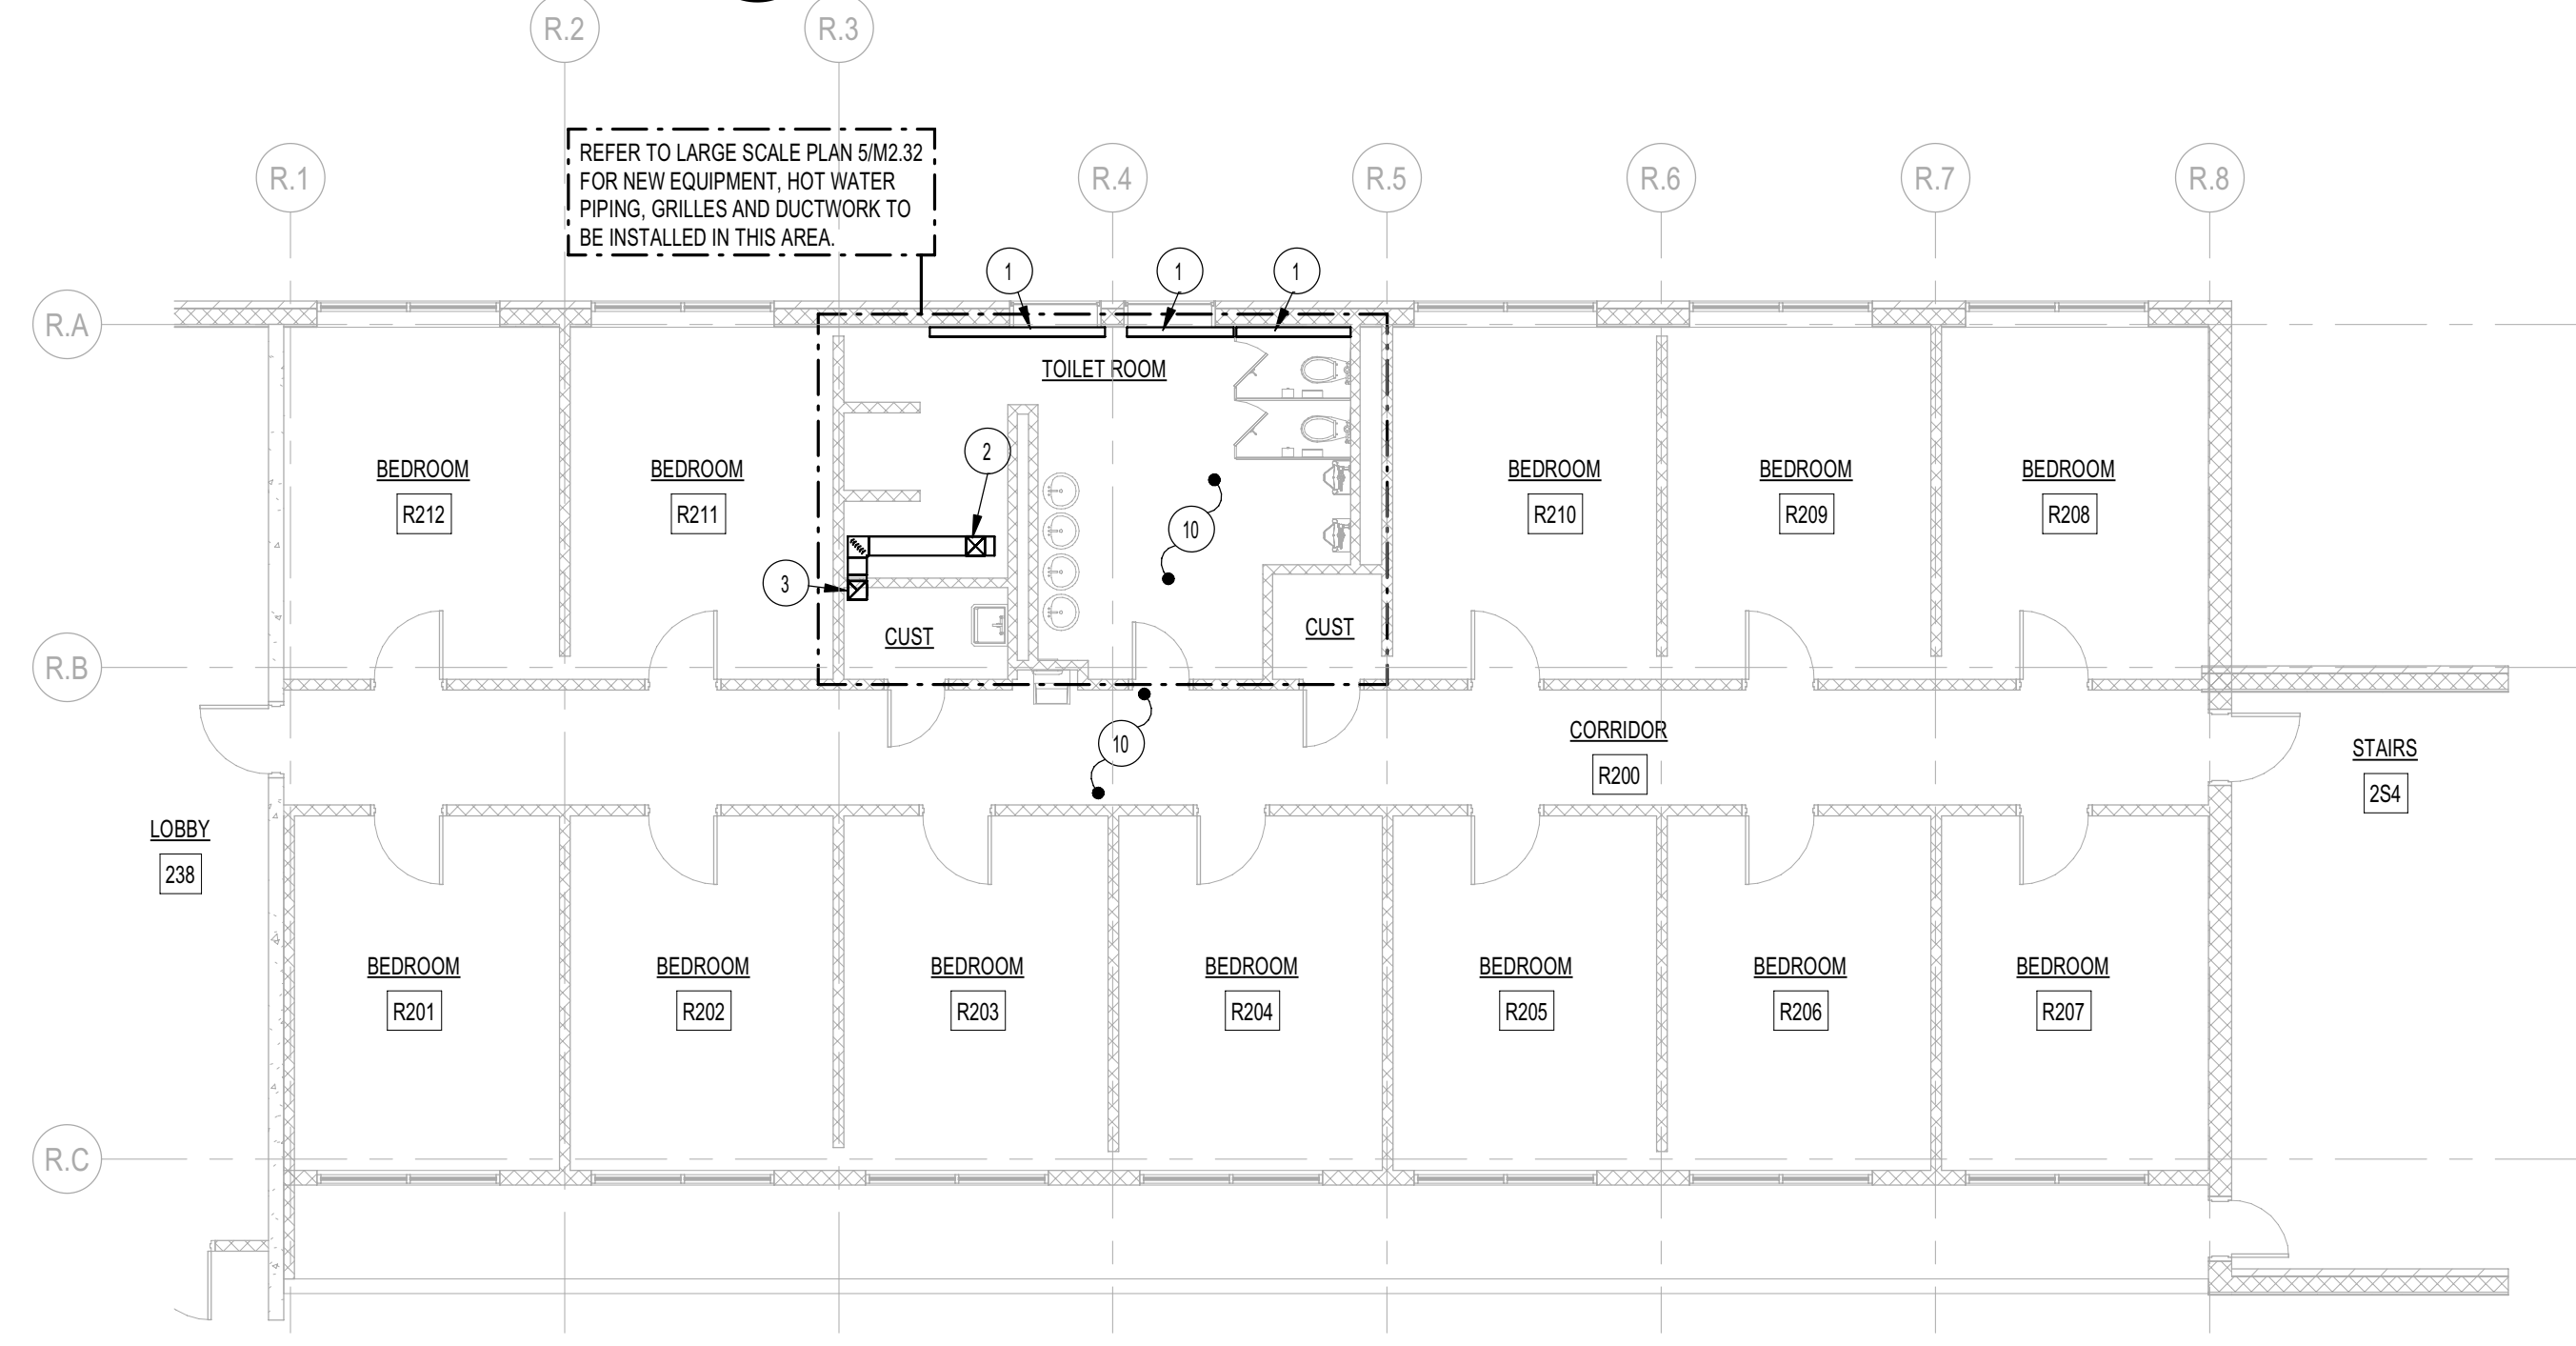 R.2
R.3
REFER TO LARGE SCALE PLAN 5/M2.32
FOR NEW EQUIPMENT, HOT WATER
PIPING, GRILLES AND DUCTWORK TO
BE INSTALLED IN THIS AREA.
R.1
R.4
R.5
R.6
R.7
R.8
1
1
1
R.A
TOILET ROOM
2
BEDROOM
R212
BEDROOM
R211
10
BEDROOM
R210
BEDROOM
R209
BEDROOM
R208
3
CUST
CUST
R.B
10
CORRIDOR
R200
STAIRS
2S4
LOBBY
238
BEDROOM
R201
BEDROOM
R202
BEDROOM
R203
BEDROOM
R204
BEDROOM
R205
BEDROOM
R206
BEDROOM
R207
R.C